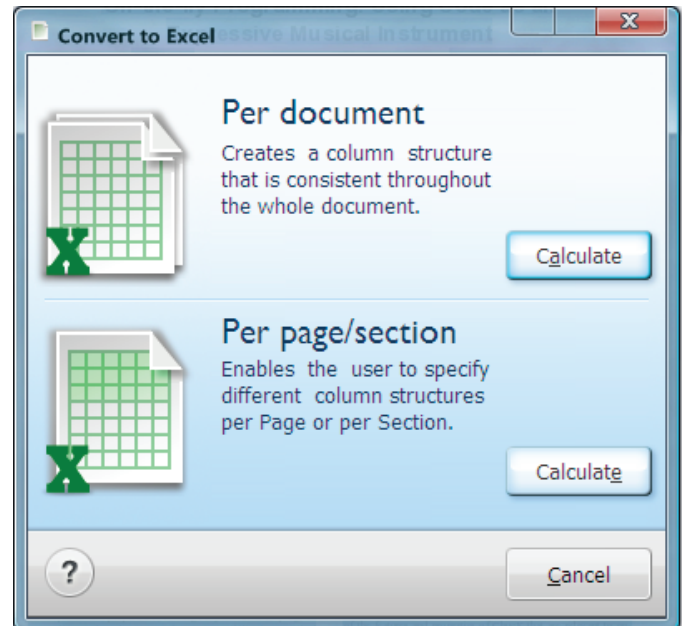 Convert to Excel
Per document
Creates a column structure
that is consistent throughout
the whole document.
Calculate
Per page/section
Enables the user to specify
different column structures
per Page or per Section.
Calculate
?
Cancel